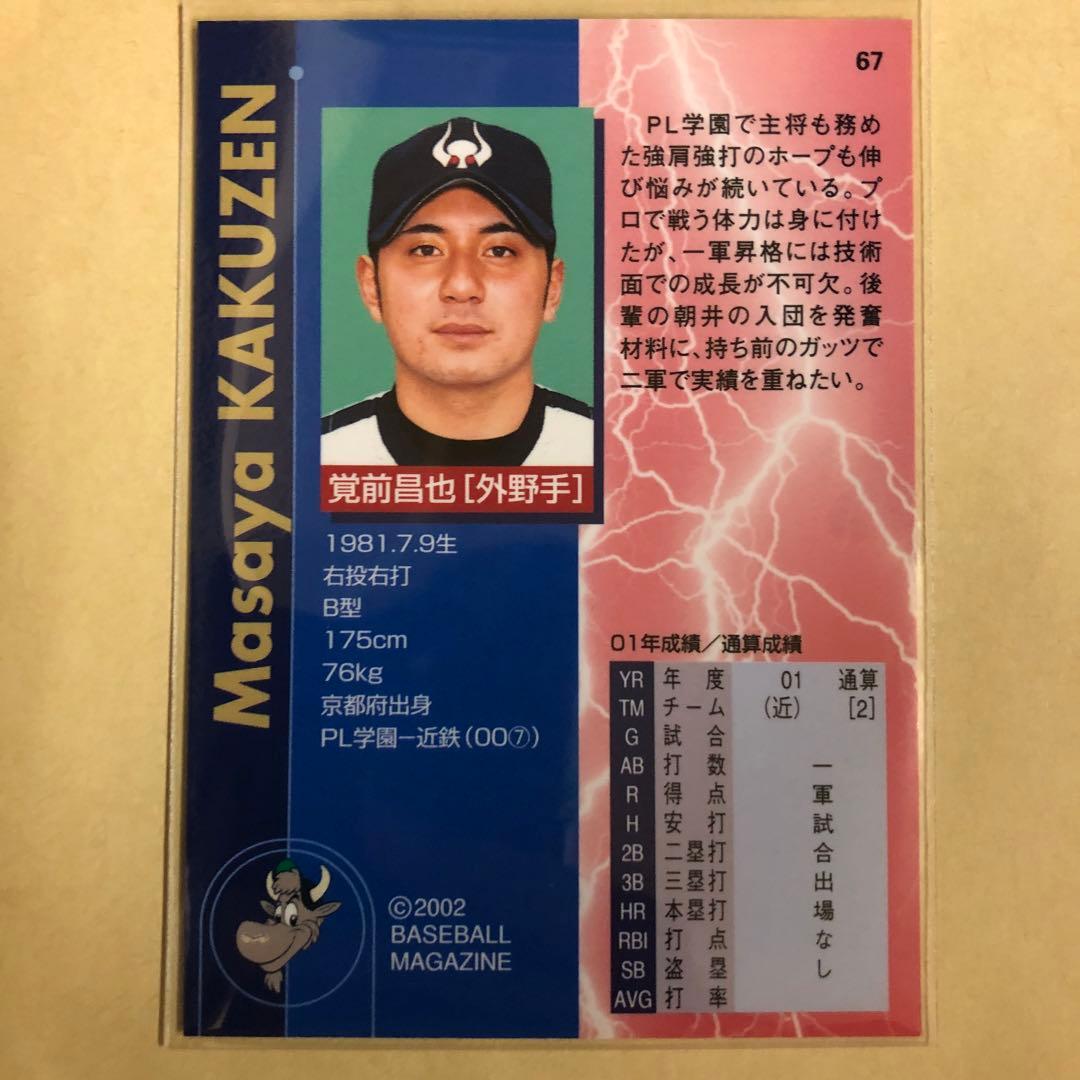 Masaya KAKUZEN
67
PL学園で主将も務め
た強肩強打のホープも伸
び悩みが続いている。プ
ロで戦う体力は身に付け
たが、一軍昇格には技術
面での成長が不可欠。後
輩の朝井の入団を発奮
材料に、持ち前のガッツで
二軍で実績を重ねたい。
覚前昌也[外野手]
1981.7.9生
右投右打
B型
175cm
76kg
京都府出身
PL学園−近鉄(00⑦)
01年成績/通算成績
YR 年度 01 通算
TM チーム (近) [2]
G 試合
AB 打数
R 得点
H 安打
2B 二塁打
3B 三塁打
HR 本塁打
RBI 打点
SB 盗塁
AVG 打率
一軍試合出場なし
©2002
BASEBALL
MAGAZINE